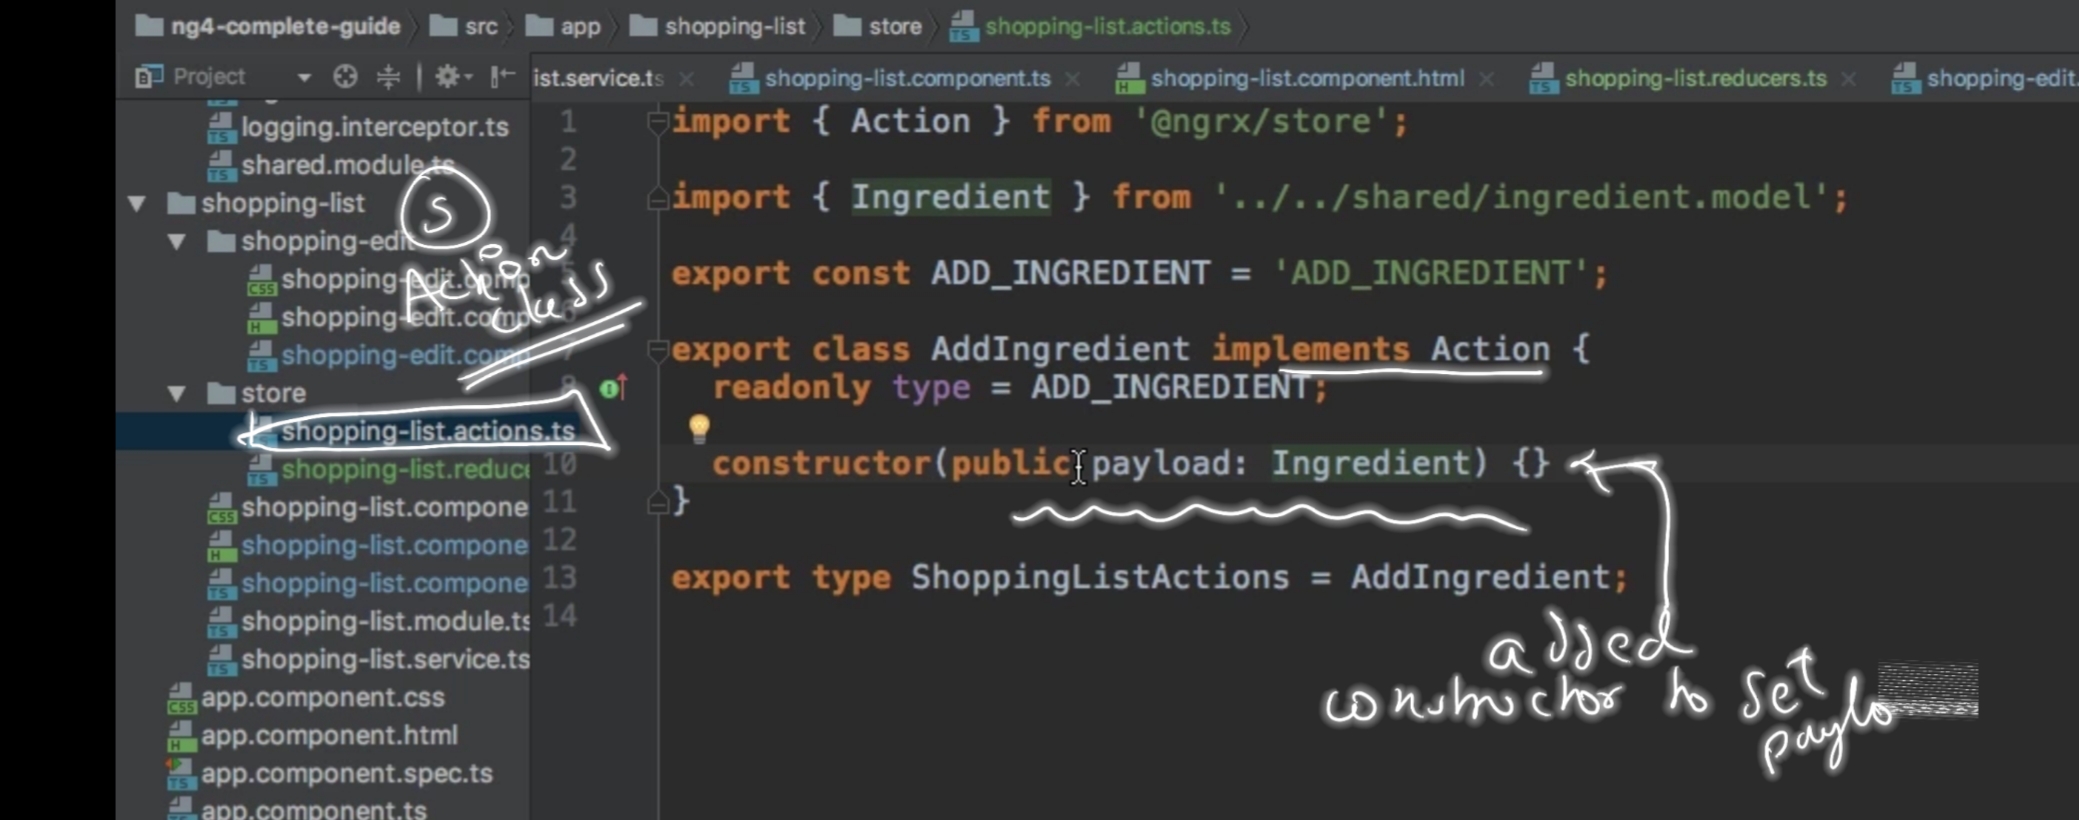 ng4-complete-guide src app shopping-list store shopping-list.actions.ts
Project
ist.service.ts shopping-list.component.ts shopping-list.component.html shopping-list.reducers.ts shopping-edit.
logging.interceptor.ts
shared.module.ts
shopping-list
shopping-edit
shopping-edit.comp
shopping-edit.comp
shopping-edit.comp
store
shopping-list.actions.ts
shopping-list.reduce
shopping-list.compone
shopping-list.compone
shopping-list.compone
shopping-list.module.ts
shopping-list.service.ts
app.component.css
app.component.html
app.component.spec.ts
app.component.ts
5
Action
class
1 import { Action } from '@ngrx/store';
2
3 import { Ingredient } from '../../shared/ingredient.model';
4
5 export const ADD_INGREDIENT = 'ADD_INGREDIENT';
6
7 export class AddIngredient implements Action {
8 readonly type = ADD_INGREDIENT;
10 constructor(public payload: Ingredient) {}
11 }
12
13 export type ShoppingListActions = AddIngredient;
14
added
constructor to set
paylo